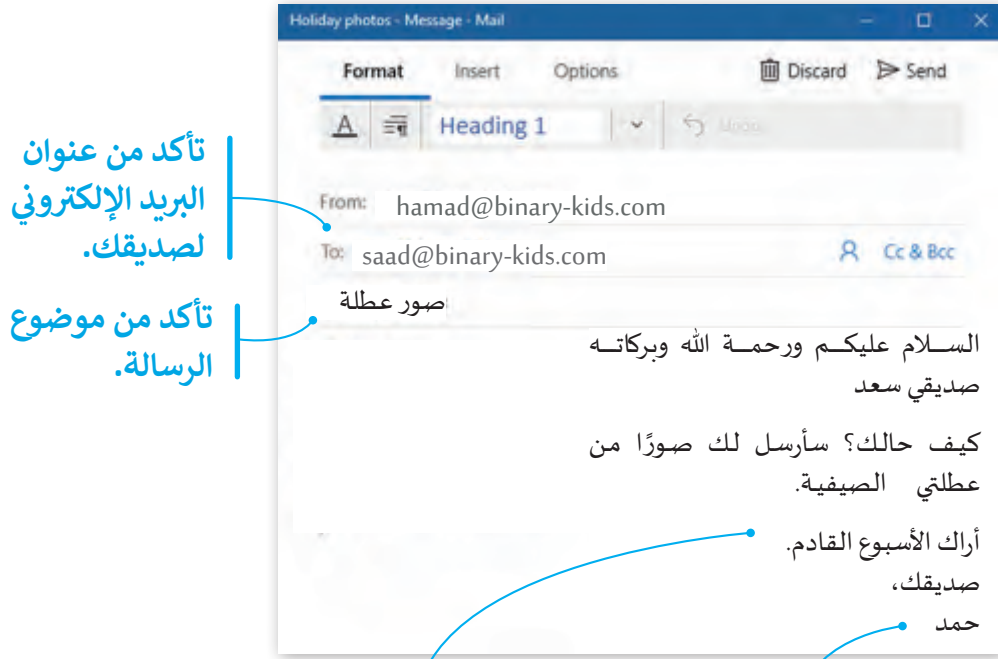 Holiday photos - Message - Mail
Format Insert Options Discard Send
A Heading 1 Undo
تأكد من عنوان
البريد الإلكتروني
لصديقك.
From: hamad@binary-kids.com
To: saad@binary-kids.com Cc & Bcc
تأكد من موضوع
الرسالة.
صور عطلة
السلام عليكم ورحمة الله وبركاته
صديقي سعد
كيف حالك؟ سأرسل لك صورًا من
عطلتي الصيفية.
أراك الأسبوع القادم.
صديقك،
حمد